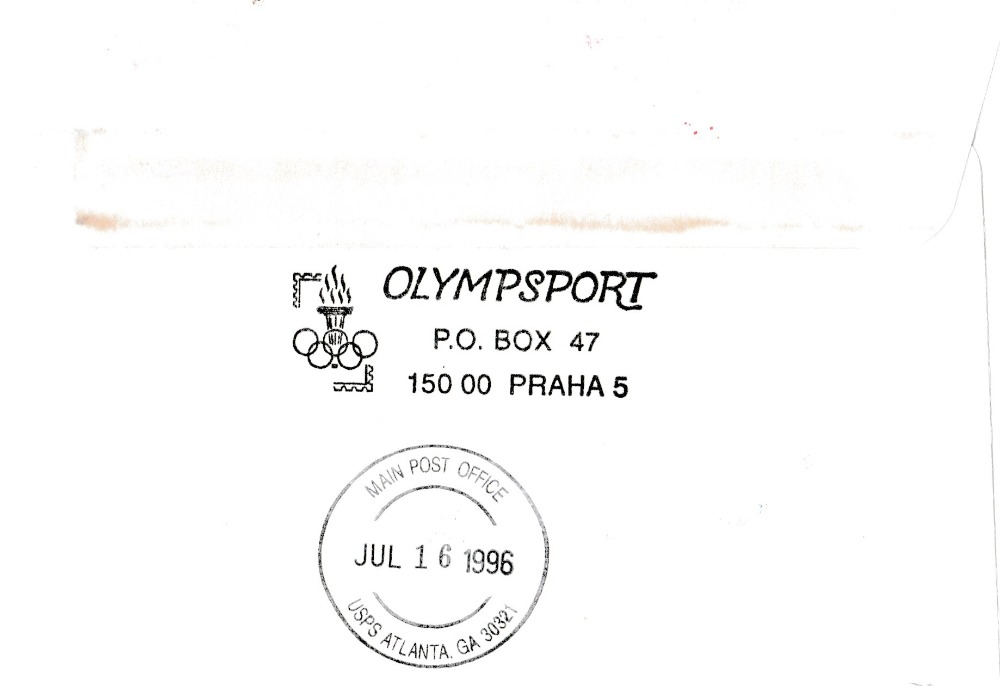 OLYMPSPORT
P.O. BOX 47
150 00 PRAHA 5
MAIN POST OFFICE
JUL 16 1996
USPS ATLANTA, GA 30321